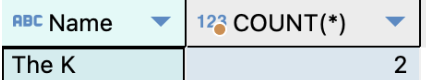 ABC Name 123 COUNT(*)
The K 2